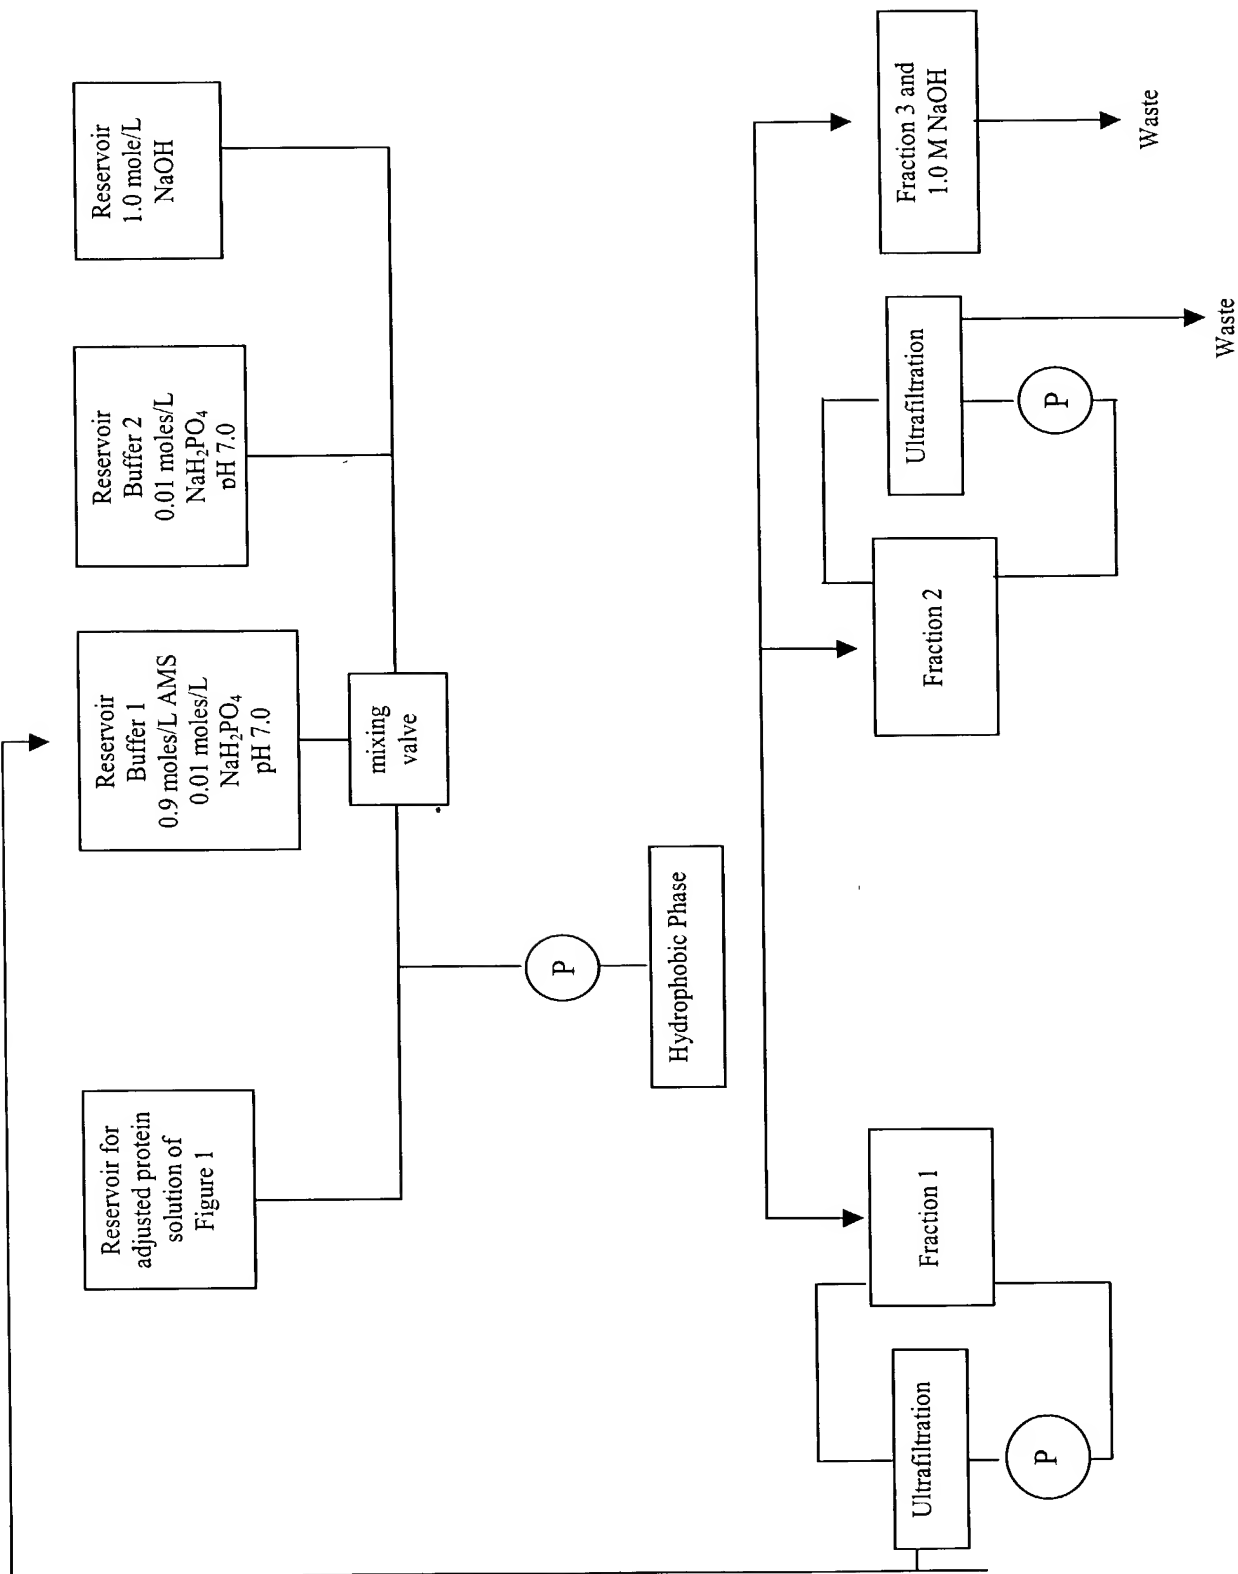 Reservoir for
adjusted protein
solution of
Figure 1
Reservoir
Buffer 1
0.9 moles/L AMS
0.01 moles/L
NaH₂PO₄
pH 7.0
Reservoir
Buffer 2
0.01 moles/L
NaH₂PO₄
pH 7.0
Reservoir
1.0 mole/L
NaOH
mixing
valve
P
Hydrophobic Phase
Ultrafiltration
P
Fraction 1
Fraction 2
Ultrafiltration
P
Waste
Fraction 3 and
1.0 M NaOH
Waste